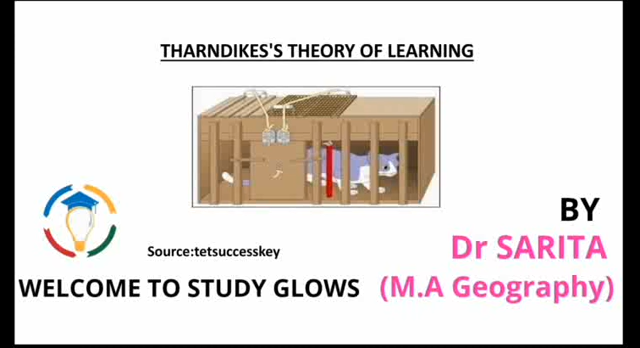 THARNDIKES'S THEORY OF LEARNING
BY
Source:tetsuccesskey
Dr SARITA
WELCOME TO STUDY GLOWS
(M.A Geography)